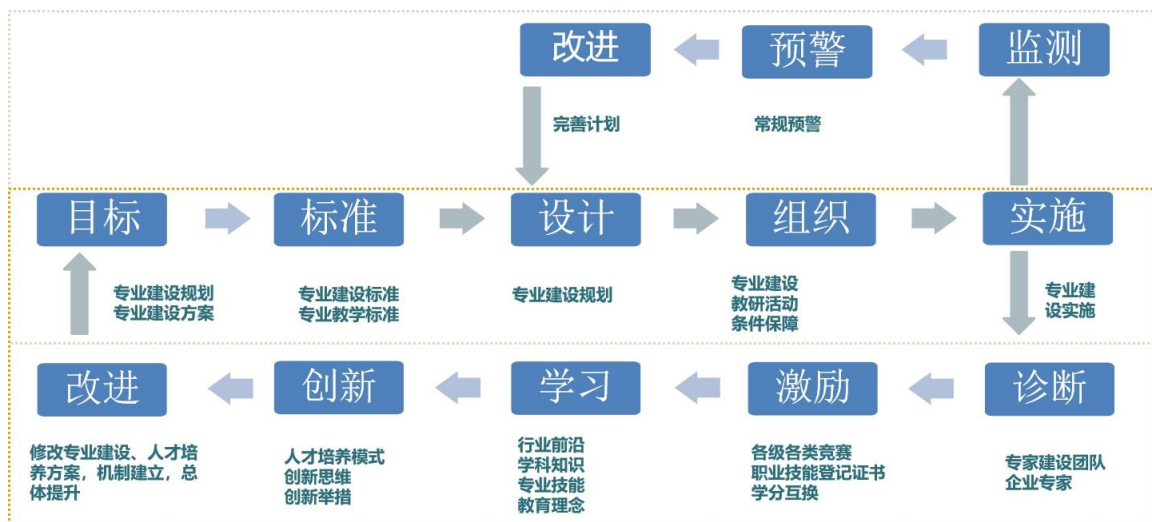 改进
预警
监测
完善计划
常规预警
目标
标准
设计
组织
实施
专业建设规划
专业建设方案
专业建设标准
专业教学标准
专业建设规划
专业建设
教研活动
条件保障
专业建
设实施
改进
创新
学习
激励
诊断
修改专业建设、人才培
养方案，机制建立，总
体提升
人才培养模式
创新思维
创新举措
行业前沿
学科知识
专业技能
教育理念
各级各类竞赛
职业技能登记证书
学分互换
专家建设团队
企业专家